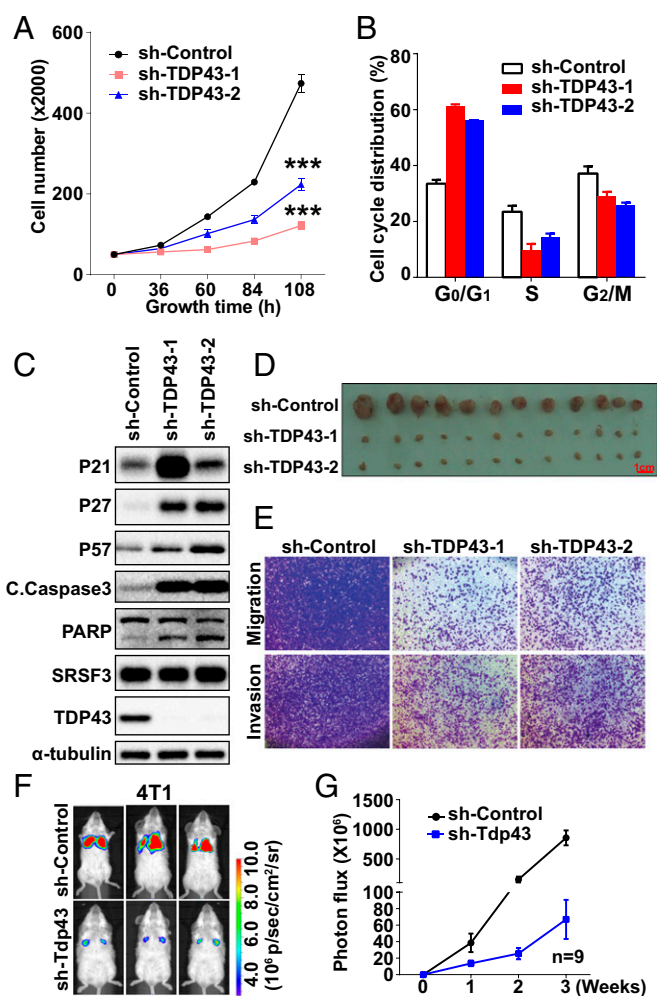 A
600
400
200
0
Cell number (x2000)
sh-Control
sh-TDP43-1
sh-TDP43-2
***
***
0 36 60 84 108
Growth time (h)
B
80
60
40
20
0
Cell cycle distribution (%)
sh-Control
sh-TDP43-1
sh-TDP43-2
G0/G1 S G2/M
C
sh-Control
sh-TDP43-1
sh-TDP43-2
P21
P27
P57
C.Caspase3
PARP
SRSF3
TDP43
α-tubulin
D
sh-Control
sh-TDP43-1
sh-TDP43-2
1cm
E
sh-Control sh-TDP43-1 sh-TDP43-2
Migration
Invasion
F
4T1
sh-Control
sh-Tdp43
4.0 6.0 8.0 10.0
(10⁶ p/sec/cm²/sr)
G
1500
1000
500
100
80
60
40
20
0
Photon flux (X10⁶)
sh-Control
sh-Tdp43
n=9
0 1 2 3 (Weeks)